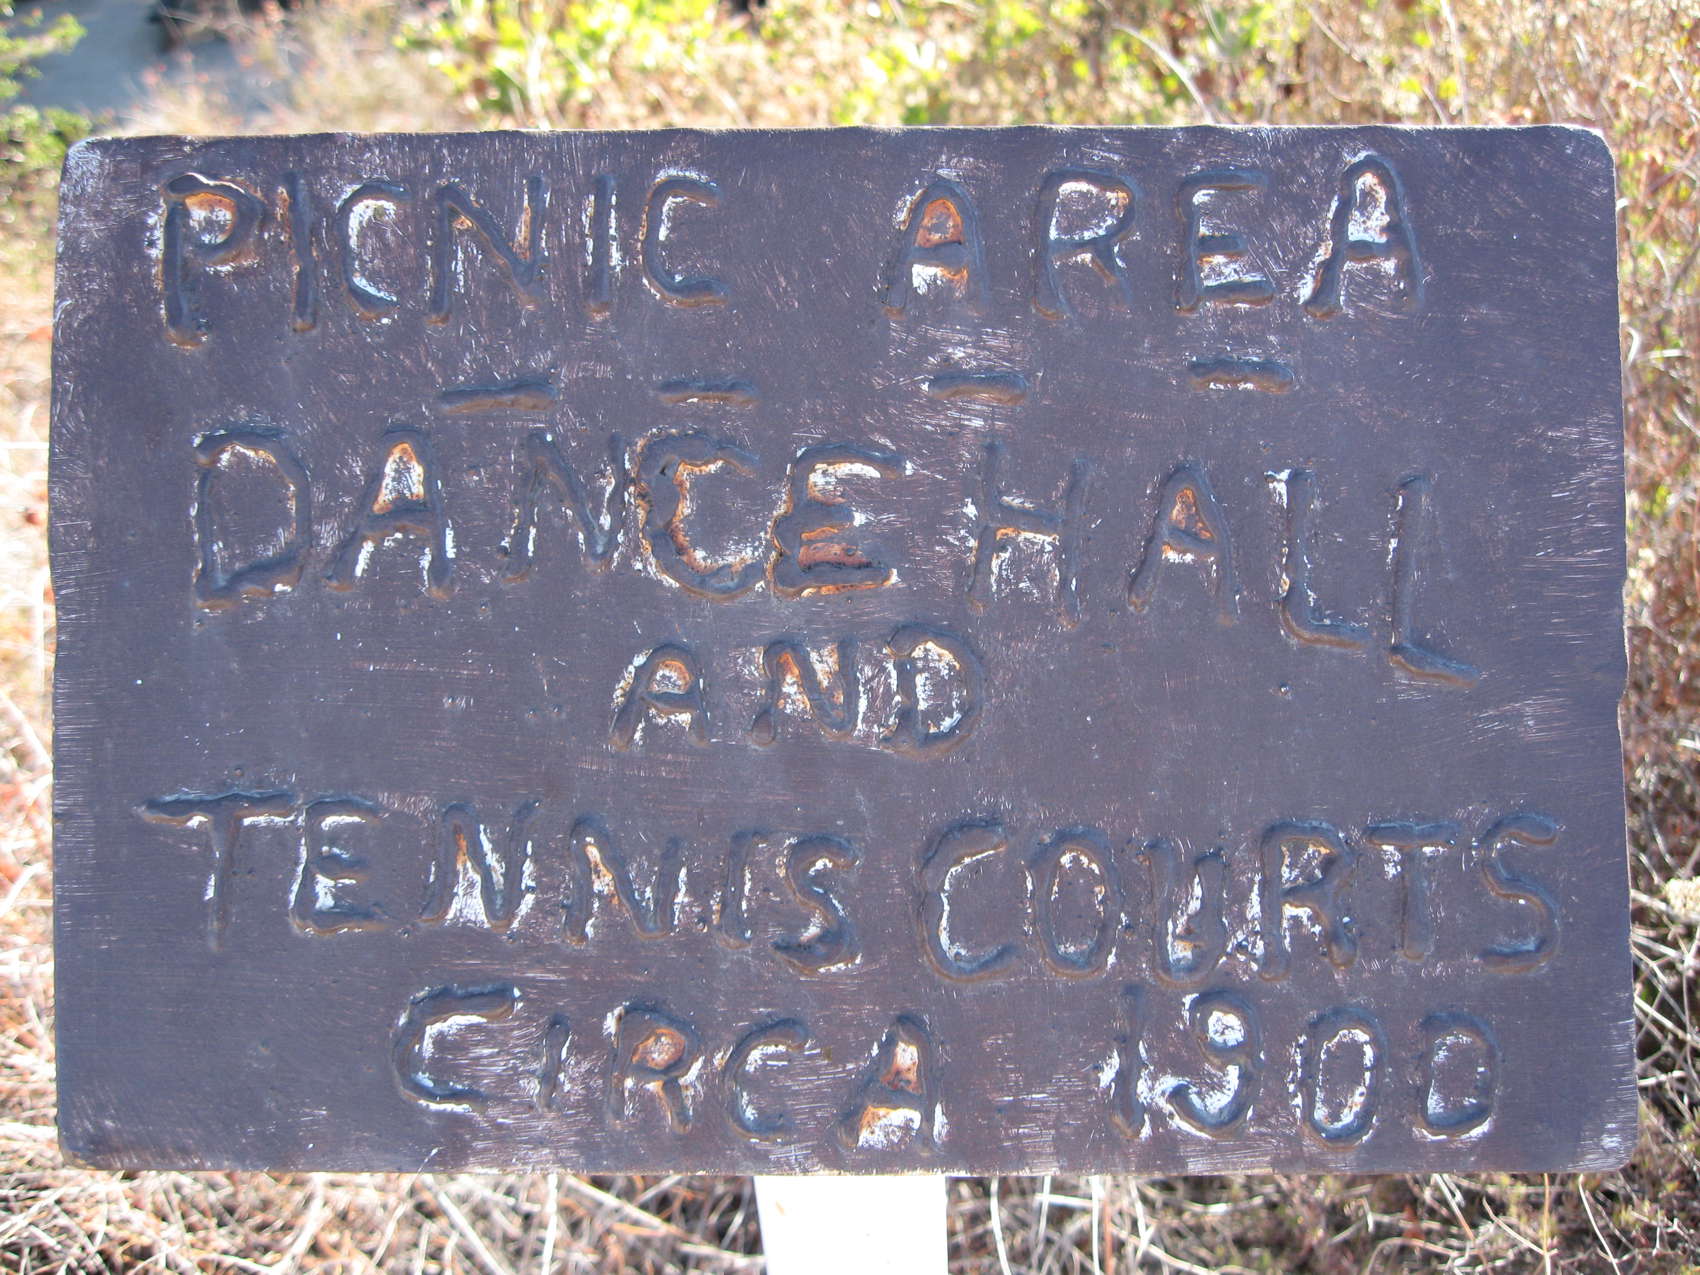 PICNIC AREA
- - - -
DANCE HALL
AND
TENNIS COURTS
CIRCA 1900